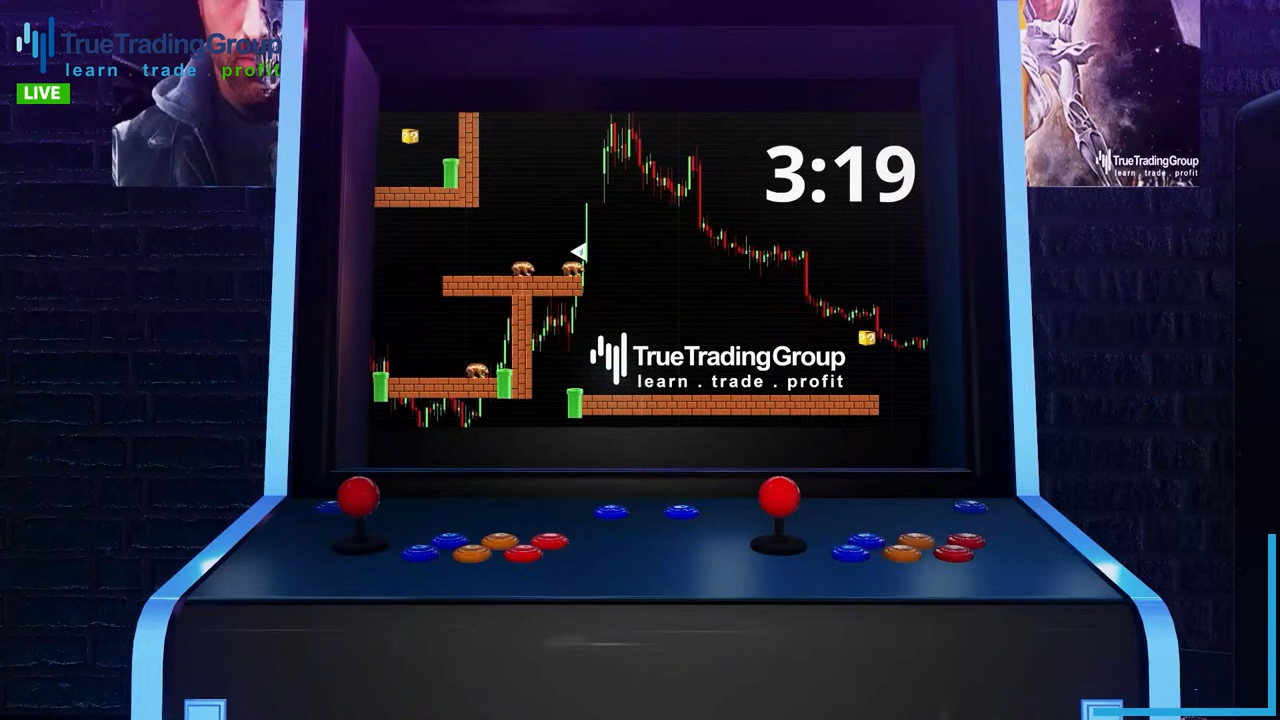 TrueTradingGroup
learn . trade . profit
LIVE
3:19
TrueTradingGroup
learn . trade . profit
TrueTradingGroup
learn . trade . profit